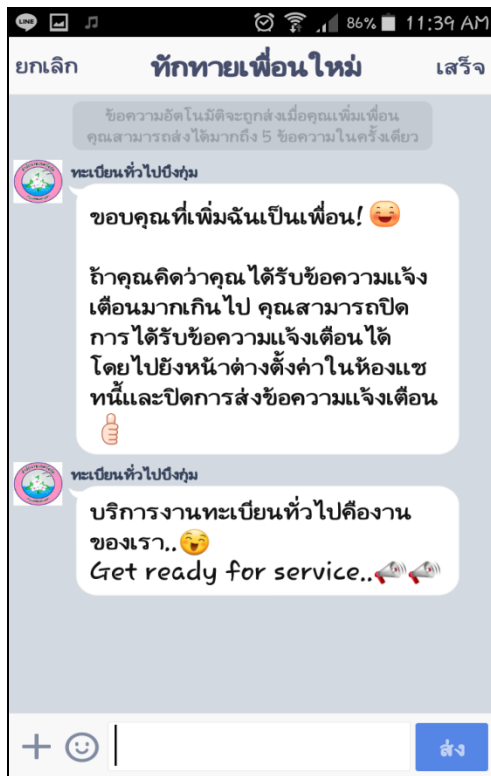 LINE
86% 11:39 AM
ยกเลิก ทักทายเพื่อนใหม่ เสร็จ
ข้อความอัตโนมัติจะถูกส่งเมื่อคุณเพิ่มเพื่อน
คุณสามารถส่งได้มากถึง 5 ข้อความในครั้งเดียว
ทะเบียนทั่วไปบึงกุ่ม
ขอบคุณที่เพิ่มฉันเป็นเพื่อน!
ถ้าคุณคิดว่าคุณได้รับข้อความแจ้ง
เตือนมากเกินไป คุณสามารถปิด
การได้รับข้อความแจ้งเตือนได้
โดยไปยังหน้าต่างตั้งค่าในห้องแช
ทนี้และปิดการส่งข้อความแจ้งเตือน
ทะเบียนทั่วไปบึงกุ่ม
บริการงานทะเบียนทั่วไปคืองาน
ของเรา..
Get ready for service..
ส่ง